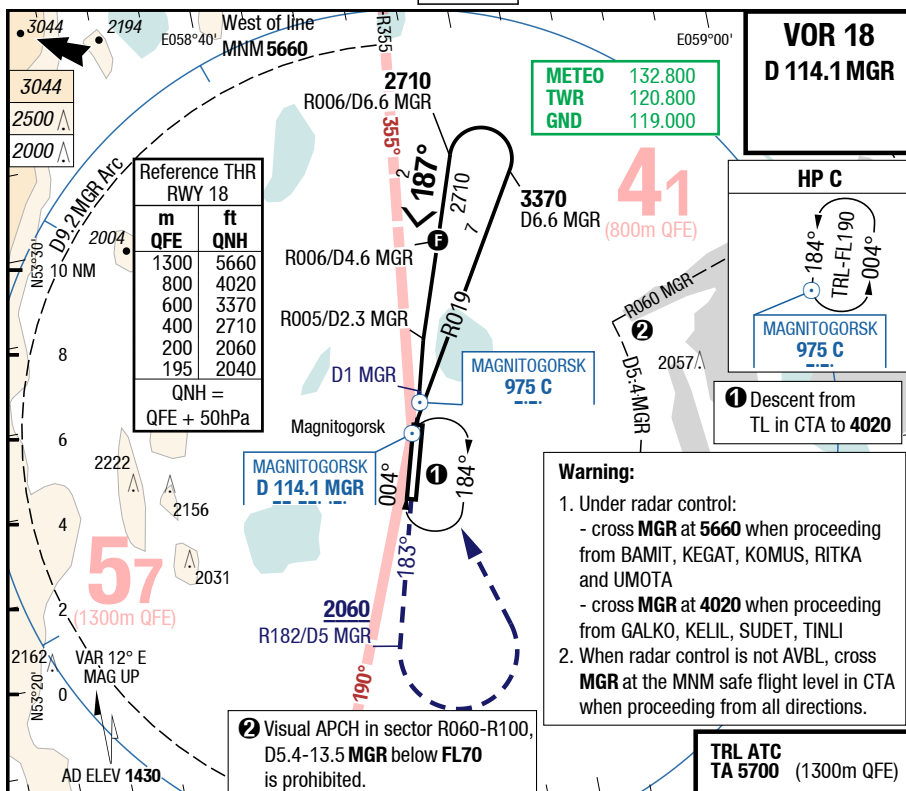 3044
2194
West of line
MNM 5660
E058°40'
R355
E059°00'
VOR 18
D 114.1 MGR
3044
2500
2000
D9.2 MGR Arc
2710
R006/D6.6 MGR
355°
METEO 132.800
TWR 120.800
GND 119.000
Reference THR
RWY 18
m ft
QFE QNH
1300 5660
800 4020
600 3370
400 2710
200 2060
195 2040
QNH =
QFE + 50hPa
2
187°
2710
7
3370
D6.6 MGR
41
(800m QFE)
HP C
184°
TRL-FL190
004°
MAGNITOGORSK
975 C
2004
N53°30'
10 NM
R006/D4.6 MGR
F
R019
R005/D2.3 MGR
R060 MGR
2
D5.4 MGR
2057
8
D1 MGR
MAGNITOGORSK
975 C
1 Descent from
TL in CTA to 4020
6
Magnitogorsk
MAGNITOGORSK
D 114.1 MGR
004°
1
184°
2222
2156
4
2031
57
(1300m QFE)
183°
2
2060
R182/D5 MGR
2162
VAR 12° E
MAG UP
N53°20'
0
190°
AD ELEV 1430
Warning:
1. Under radar control:
- cross MGR at 5660 when proceeding
from BAMIT, KEGAT, KOMUS, RITKA
and UMOTA
- cross MGR at 4020 when proceeding
from GALKO, KELIL, SUDET, TINLI
2. When radar control is not AVBL, cross
MGR at the MNM safe flight level in CTA
when proceeding from all directions.
2 Visual APCH in sector R060-R100,
D5.4-13.5 MGR below FL70
is prohibited.
TRL ATC
TA 5700 (1300m QFE)